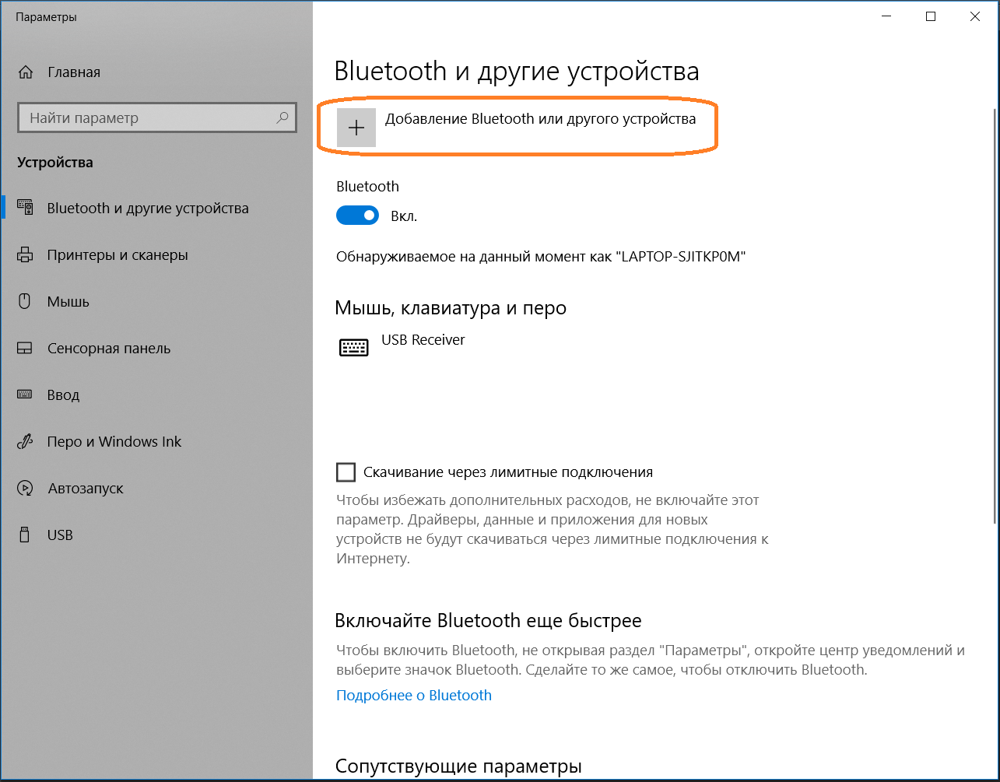 Параметры
Главная
Найти параметр
Устройства
Bluetooth и другие устройства
Принтеры и сканеры
Мышь
Сенсорная панель
Ввод
Перо и Windows Ink
Автозапуск
USB
Bluetooth и другие устройства
Добавление Bluetooth или другого устройства
Bluetooth
Вкл.
Обнаруживаемое на данный момент как "LAPTOP-SJITKP0M"
Мышь, клавиатура и перо
USB Receiver
Скачивание через лимитные подключения
Чтобы избежать дополнительных расходов, не включайте этот
параметр. Драйверы, данные и приложения для новых
устройств не будут скачиваться через лимитные подключения к
Интернету.
Включайте Bluetooth еще быстрее
Чтобы включить Bluetooth, не открывая раздел "Параметры", откройте центр уведомлений и
выберите значок Bluetooth. Сделайте то же самое, чтобы отключить Bluetooth.
Подробнее о Bluetooth
Сопутствующие параметры